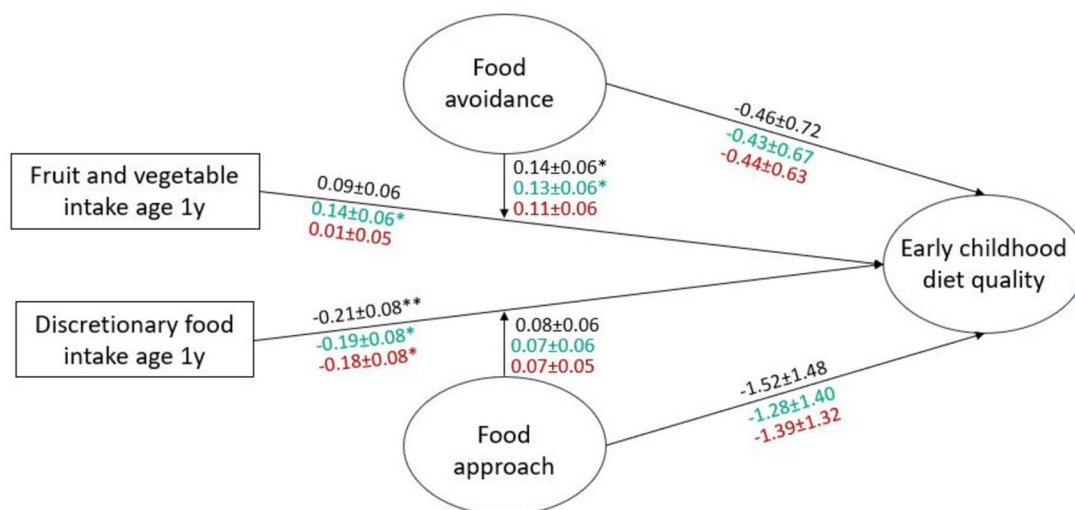 Food
avoidance
-0.46±0.72
-0.43±0.67
-0.44±0.63
Fruit and vegetable
intake age 1y
0.09±0.06
0.14±0.06*
0.01±0.05
0.14±0.06*
0.13±0.06*
0.11±0.06
Early childhood
diet quality
Discretionary food
intake age 1y
-0.21±0.08**
-0.19±0.08*
-0.18±0.08*
0.08±0.06
0.07±0.06
0.07±0.05
Food
approach
-1.52±1.48
-1.28±1.40
-1.39±1.32